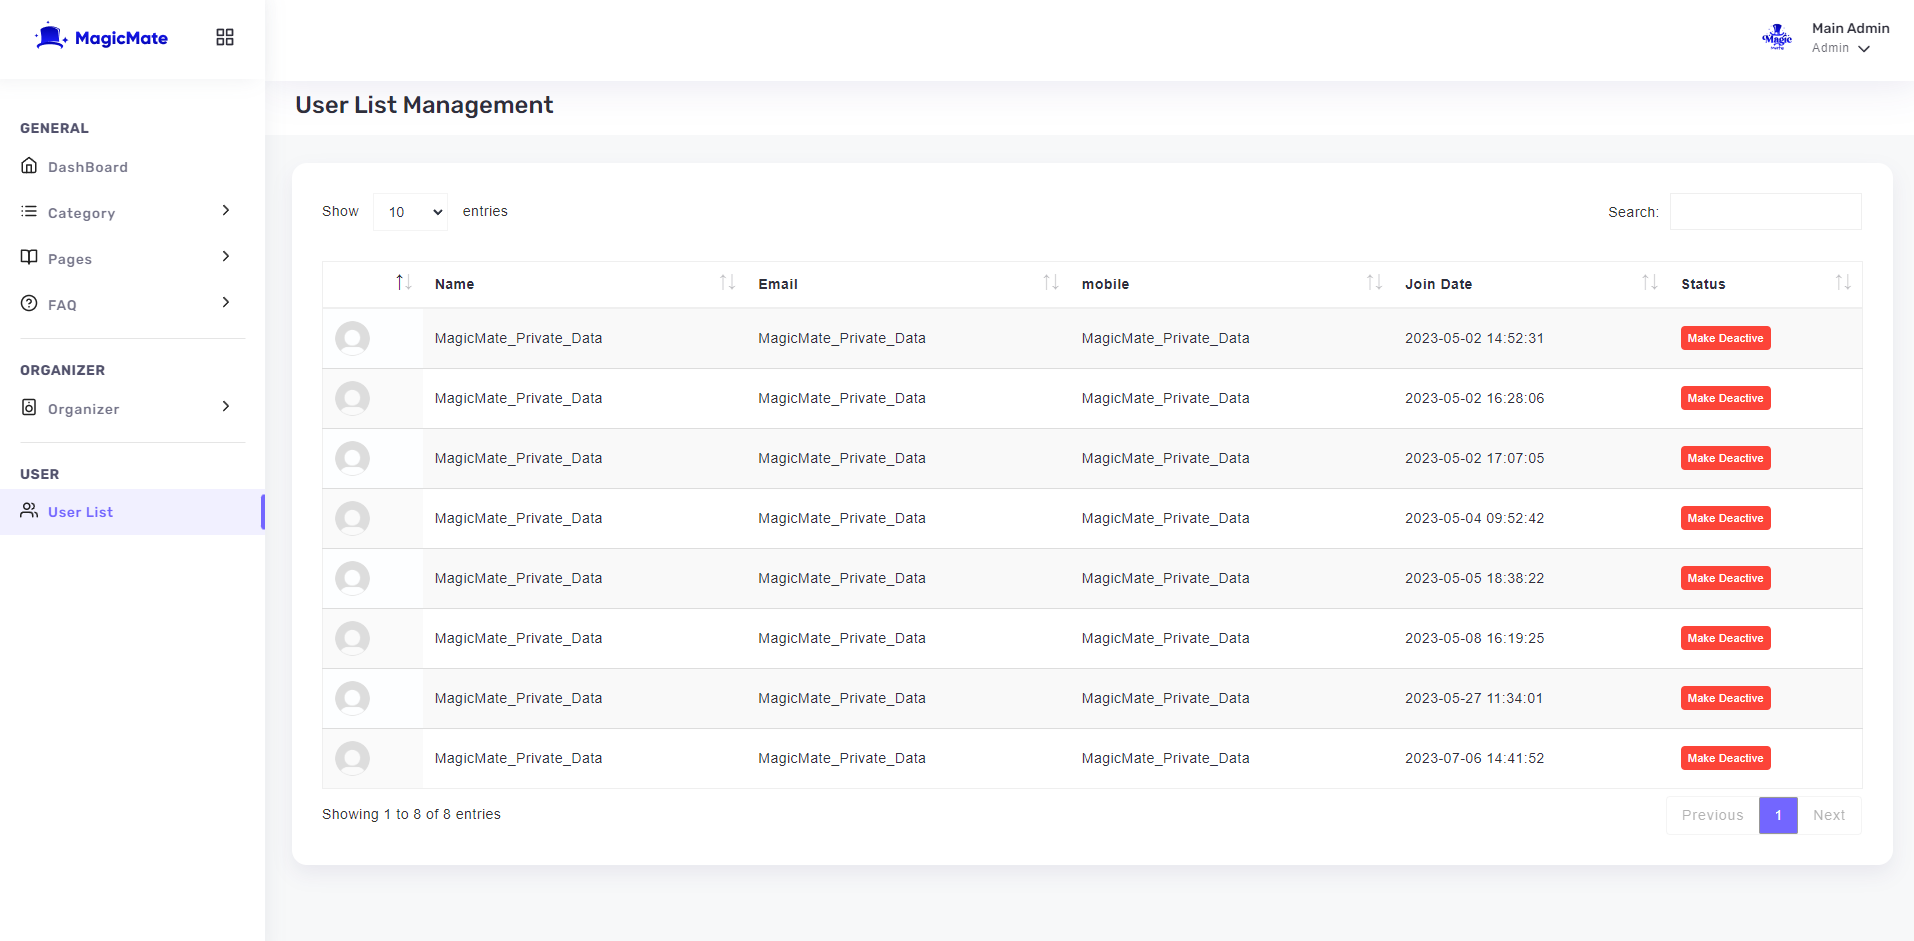 MagicMate
Main Admin
Admin
User List Management
GENERAL
DashBoard
Category
Pages
FAQ
ORGANIZER
Organizer
USER
User List
Show 10 entries
Search:
Name Email mobile Join Date Status
MagicMate_Private_Data MagicMate_Private_Data MagicMate_Private_Data 2023-05-02 14:52:31 Make Deactive
MagicMate_Private_Data MagicMate_Private_Data MagicMate_Private_Data 2023-05-02 16:28:06 Make Deactive
MagicMate_Private_Data MagicMate_Private_Data MagicMate_Private_Data 2023-05-02 17:07:05 Make Deactive
MagicMate_Private_Data MagicMate_Private_Data MagicMate_Private_Data 2023-05-04 09:52:42 Make Deactive
MagicMate_Private_Data MagicMate_Private_Data MagicMate_Private_Data 2023-05-05 18:38:22 Make Deactive
MagicMate_Private_Data MagicMate_Private_Data MagicMate_Private_Data 2023-05-08 16:19:25 Make Deactive
MagicMate_Private_Data MagicMate_Private_Data MagicMate_Private_Data 2023-05-27 11:34:01 Make Deactive
MagicMate_Private_Data MagicMate_Private_Data MagicMate_Private_Data 2023-07-06 14:41:52 Make Deactive
Showing 1 to 8 of 8 entries
Previous 1 Next